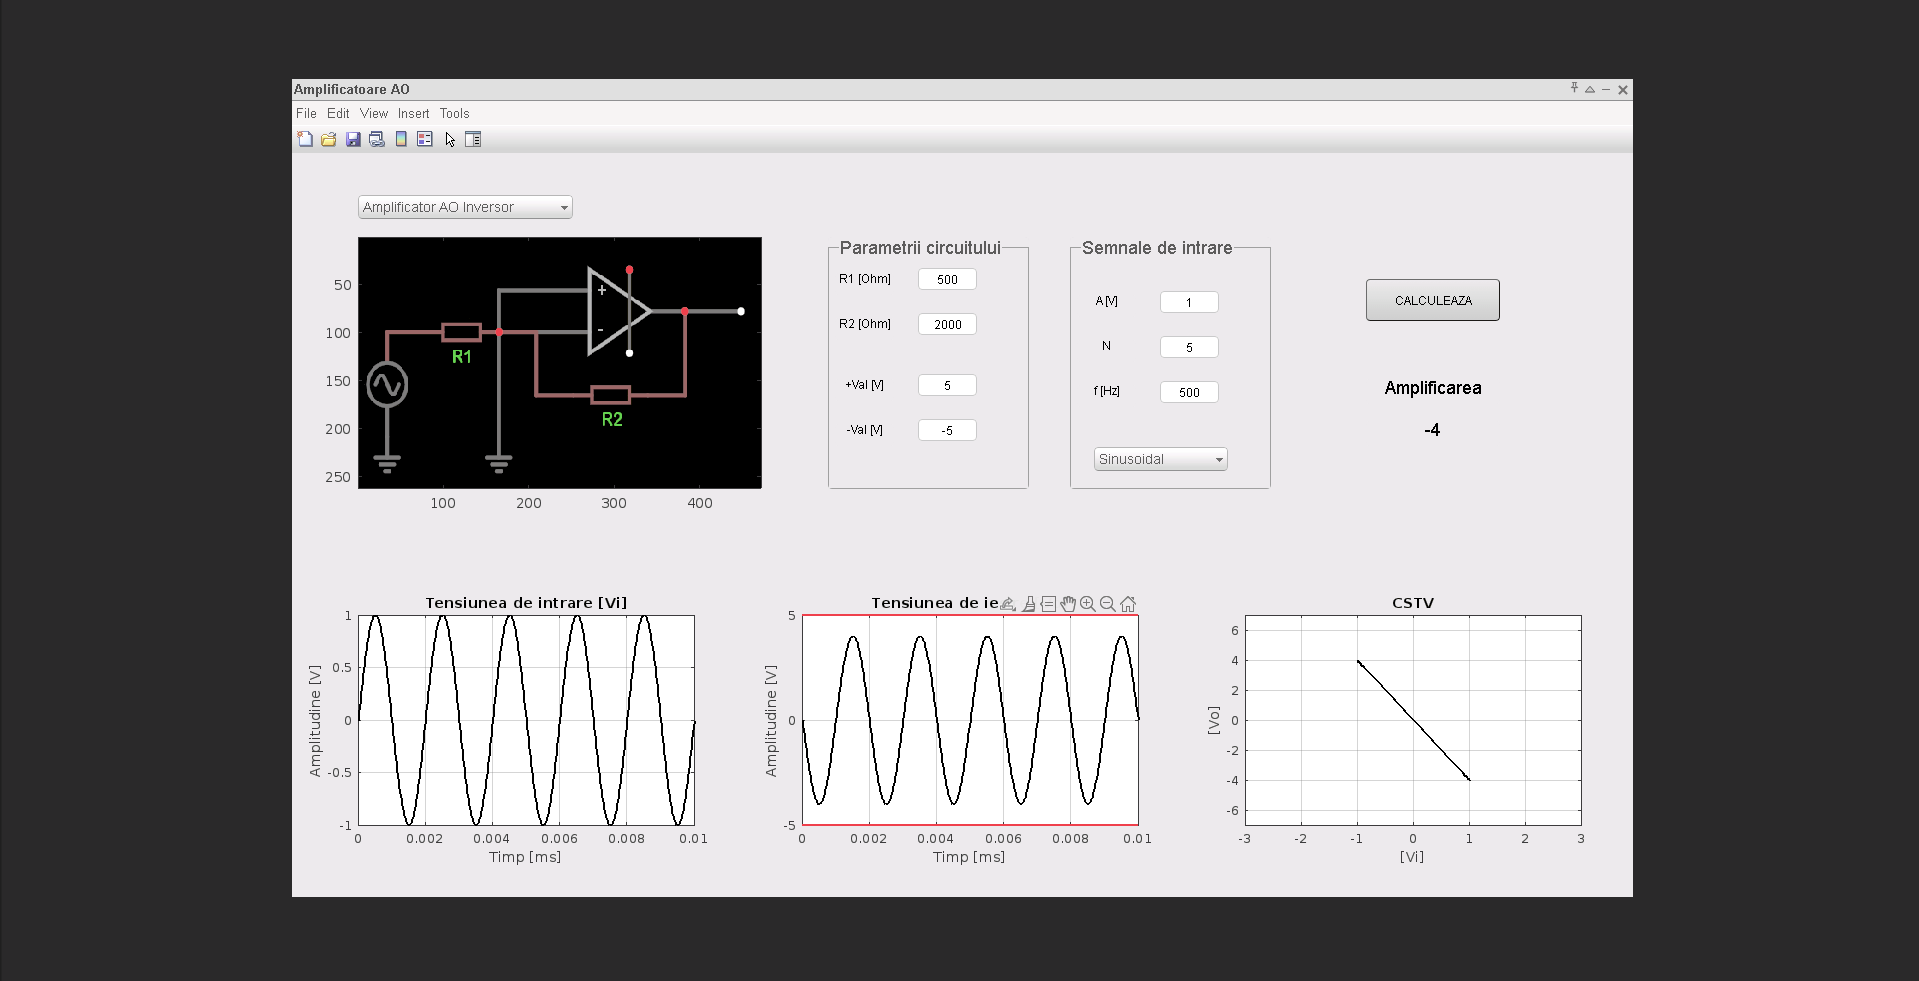 Amplificatoare AO
File Edit View Insert Tools
Amplificator AO Inversor
50
100
150
200
250
100 200 300 400
+
-
R1
R2
Parametrii circuitului
R1 [Ohm] 500
R2 [Ohm] 2000
+Val [V] 5
-Val [V] -5
Semnale de intrare
A [V] 1
N 5
f [Hz] 500
Sinusoidal
CALCULEAZA
Amplificarea
-4
Tensiunea de intrare [Vi]
Amplitudine [V]
1
0.5
0
-0.5
-1
0 0.002 0.004 0.006 0.008 0.01
Timp [ms]
Tensiunea de ie
Amplitudine [V]
5
0
-5
0 0.002 0.004 0.006 0.008 0.01
Timp [ms]
CSTV
[Vo]
6
4
2
0
-2
-4
-6
-3 -2 -1 0 1 2 3
[Vi]